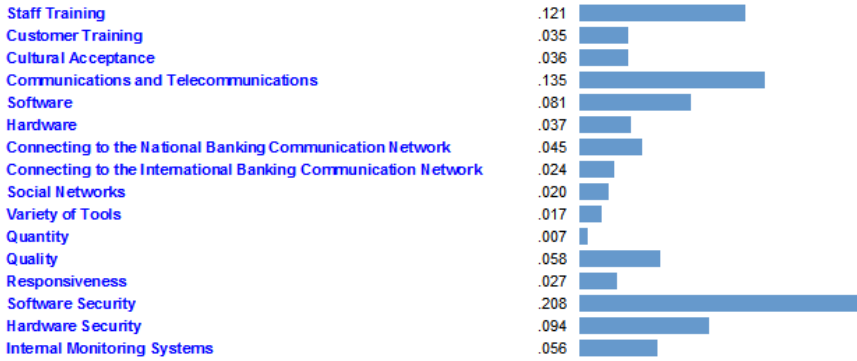 Staff Training .121
Customer Training .035
Cultural Acceptance .036
Communications and Telecommunications .135
Software .081
Hardware .037
Connecting to the National Banking Communication Network .045
Connecting to the International Banking Communication Network .024
Social Networks .020
Variety of Tools .017
Quantity .007
Quality .058
Responsiveness .027
Software Security .208
Hardware Security .094
Internal Monitoring Systems .056